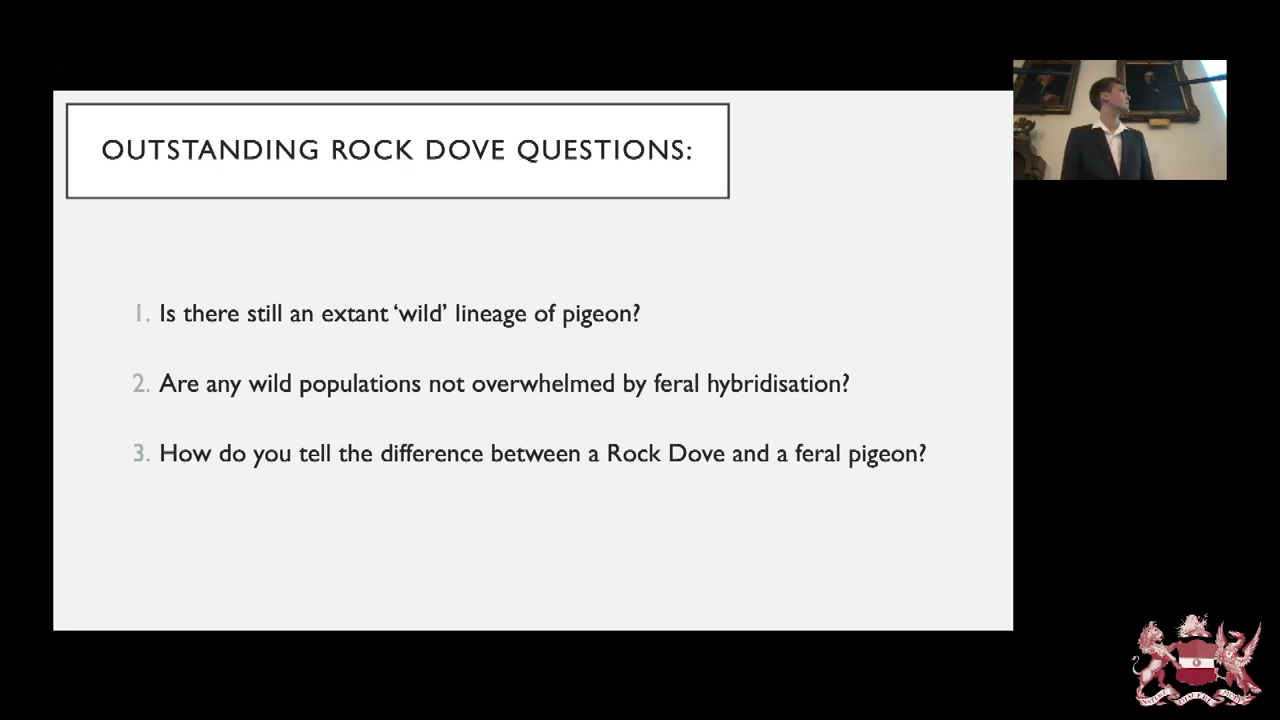 OUTSTANDING ROCK DOVE QUESTIONS:
1. Is there still an extant ‘wild’ lineage of pigeon?
2. Are any wild populations not overwhelmed by feral hybridisation?
3. How do you tell the difference between a Rock Dove and a feral pigeon?